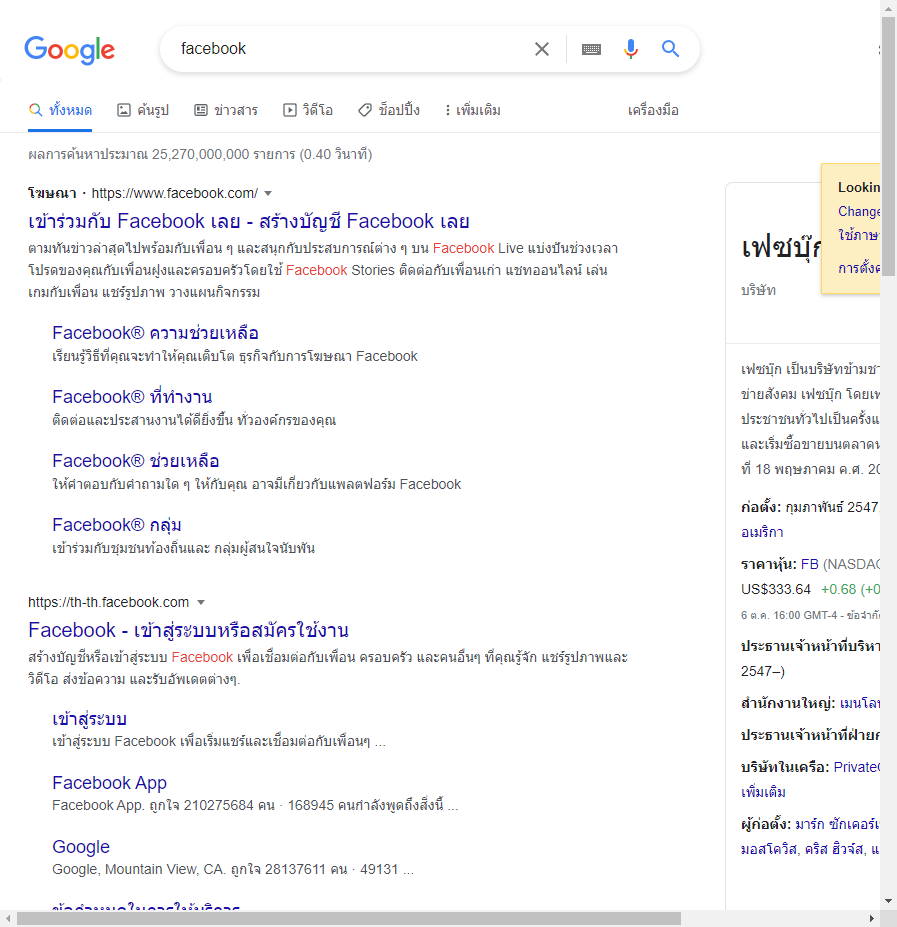 Google
facebook
ทั้งหมด
ค้นรูป
ข่าวสาร
วิดีโอ
ช็อปปิ้ง
เพิ่มเติม
เครื่องมือ
ผลการค้นหาประมาณ 25,270,000,000 รายการ (0.40 วินาที)
โฆษณา · https://www.facebook.com/
เข้าร่วมกับ Facebook เลย - สร้างบัญชี Facebook เลย
ตามทันข่าวล่าสุดไปพร้อมกับเพื่อน ๆ และสนุกกับประสบการณ์ต่าง ๆ บน Facebook Live แบ่งปันช่วงเวลา
โปรดของคุณกับเพื่อนฝูงและครอบครัวโดยใช้ Facebook Stories ติดต่อกับเพื่อนเก่า แชทออนไลน์ เล่น
เกมกับเพื่อน แชร์รูปภาพ วางแผนกิจกรรม
Facebook® ความช่วยเหลือ
เรียนรู้วิธีที่คุณจะทำให้คุณเติบโต ธุรกิจกับการโฆษณา Facebook
Facebook® ที่ทำงาน
ติดต่อและประสานงานได้ดียิ่งขึ้น ทั่วองค์กรของคุณ
Facebook® ช่วยเหลือ
ให้คำตอบกับคำถามใด ๆ ให้กับคุณ อาจมีเกี่ยวกับแพลตฟอร์ม Facebook
Facebook® กลุ่ม
เข้าร่วมกับชุมชนท้องถิ่นและ กลุ่มผู้สนใจนับพัน
https://th-th.facebook.com
Facebook - เข้าสู่ระบบหรือสมัครใช้งาน
สร้างบัญชีหรือเข้าสู่ระบบ Facebook เพื่อเชื่อมต่อกับเพื่อน ครอบครัว และคนอื่นๆ ที่คุณรู้จัก แชร์รูปภาพและ
วิดีโอ ส่งข้อความ และรับอัพเดตต่างๆ.
เข้าสู่ระบบ
เข้าสู่ระบบ Facebook เพื่อเริ่มแชร์และเชื่อมต่อกับเพื่อนๆ ...
Facebook App
Facebook App. ถูกใจ 210275684 คน · 168945 คนกำลังพูดถึงสิ่งนี้ ...
Google
Google, Mountain View, CA. ถูกใจ 28137611 คน · 49131 ...
ข้อกำหนดในการให้บริการ
Lookin
Change
ใช้ภาษ
การตั้งค
เฟซบุ๊ก
บริษัท
เฟซบุ๊ก เป็นบริษัทข้ามชา
ข่ายสังคม เฟซบุ๊ก โดยเ
ประชาชนทั่วไปเป็นครั้งแ
และเริ่มซื้อขายบนตลาดห
ที่ 18 พฤษภาคม ค.ศ. 20
ก่อตั้ง: กุมภาพันธ์ 2547,
อเมริกา
ราคาหุ้น: FB (NASDAQ
US$333.64 +0.68 (+0
6 ต.ค. 16:00 GMT-4 - ข้อจำกั
ประธานเจ้าหน้าที่บริหา
2547–)
สำนักงานใหญ่: เมนโล
ประธานเจ้าหน้าที่ฝ่าย
บริษัทในเครือ: Private
เพิ่มเติม
ผู้ก่อตั้ง: มาร์ก ซักเคอร์เ
มอสโควิส, คริส ฮิวจ์ส, แ